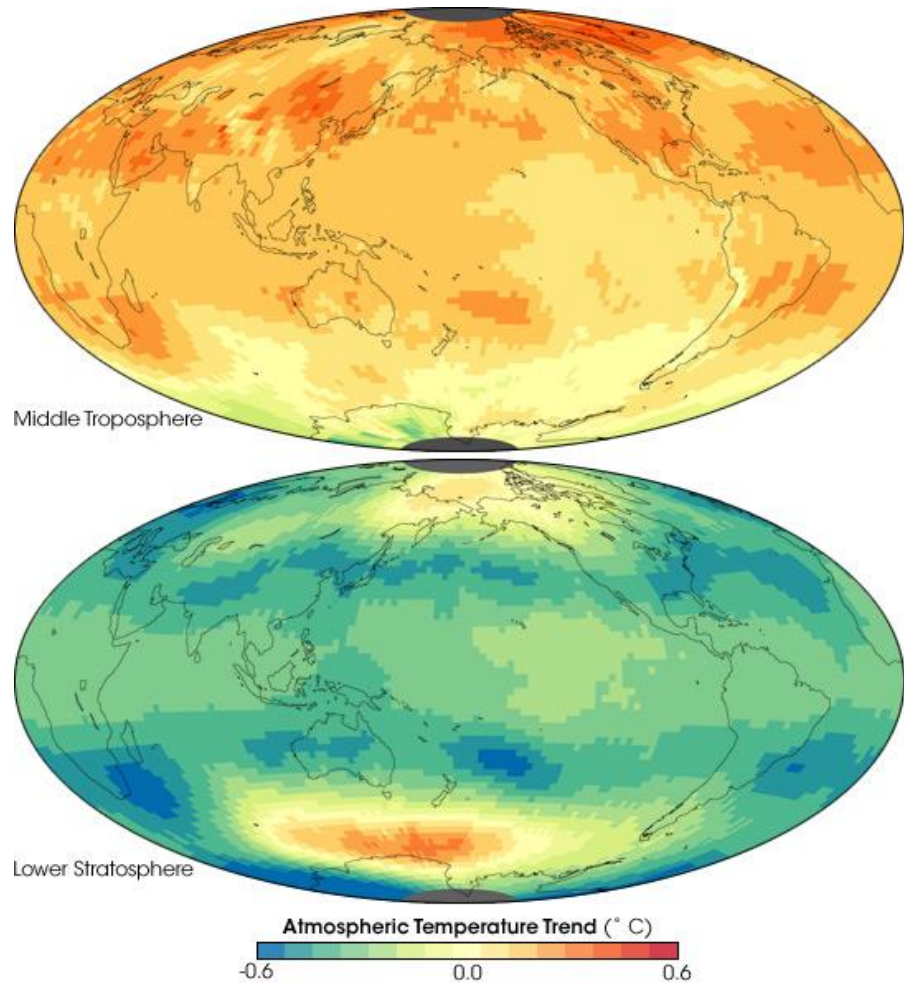 Middle Troposphere
Lower Stratosphere
Atmospheric Temperature Trend (° C)
-0.6 0.0 0.6